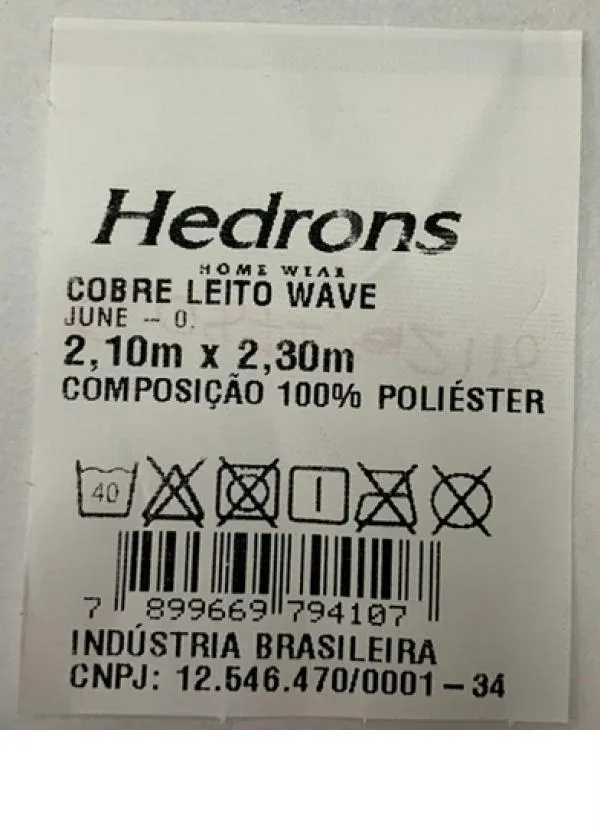 Hedrons
HOME WEAR
COBRE LEITO WAVE
JUNE – 0.
2,10m x 2,30m
COMPOSIÇÃO 100% POLIÉSTER
40
7 899669 794107
INDÚSTRIA BRASILEIRA
CNPJ: 12.546.470/0001 – 34